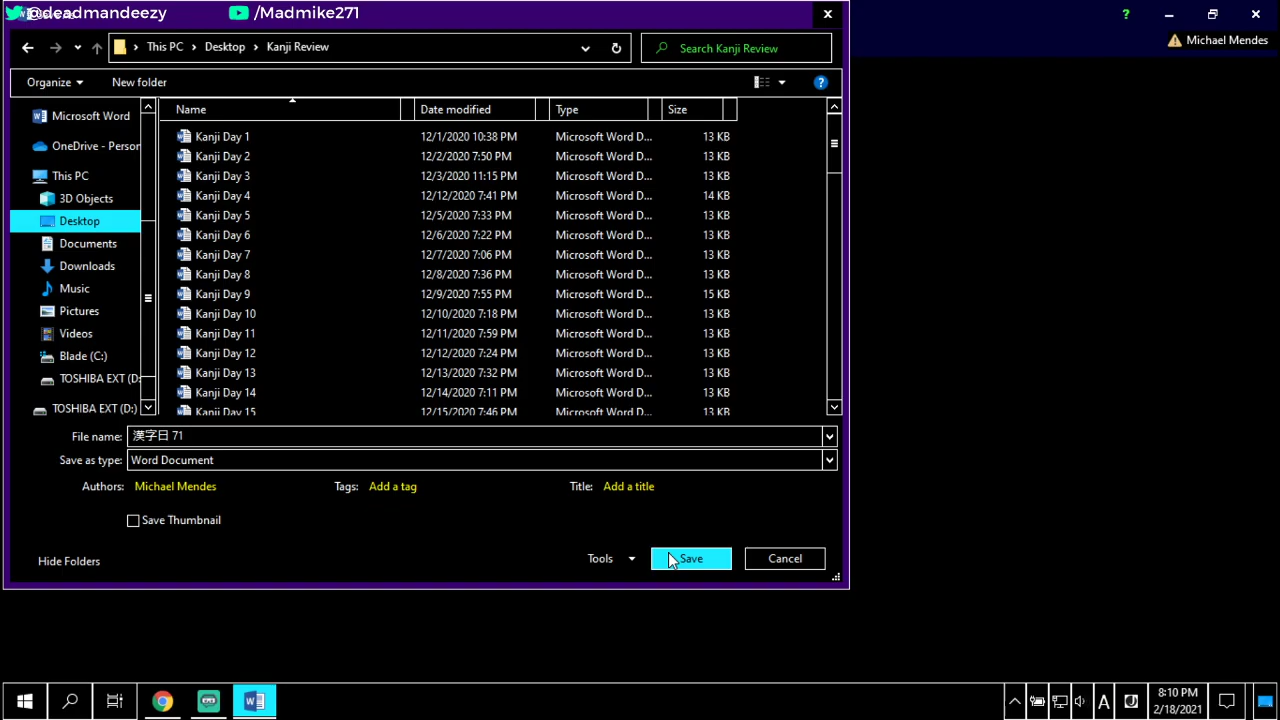 @deadmandeezy /Madmike271
?
Michael Mendes
This PC Desktop Kanji Review
Search Kanji Review
Organize New folder
?
Name Date modified Type Size
Microsoft Word
OneDrive - Person
This PC
3D Objects
Desktop
Documents
Downloads
Music
Pictures
Videos
Blade (C:)
TOSHIBA EXT (D:
TOSHIBA EXT (D:)
Kanji Day 1 12/1/2020 10:38 PM Microsoft Word D... 13 KB
Kanji Day 2 12/2/2020 7:50 PM Microsoft Word D... 13 KB
Kanji Day 3 12/3/2020 11:15 PM Microsoft Word D... 13 KB
Kanji Day 4 12/12/2020 7:41 PM Microsoft Word D... 14 KB
Kanji Day 5 12/5/2020 7:33 PM Microsoft Word D... 13 KB
Kanji Day 6 12/6/2020 7:22 PM Microsoft Word D... 13 KB
Kanji Day 7 12/7/2020 7:06 PM Microsoft Word D... 13 KB
Kanji Day 8 12/8/2020 7:36 PM Microsoft Word D... 13 KB
Kanji Day 9 12/9/2020 7:55 PM Microsoft Word D... 15 KB
Kanji Day 10 12/10/2020 7:18 PM Microsoft Word D... 13 KB
Kanji Day 11 12/11/2020 7:59 PM Microsoft Word D... 13 KB
Kanji Day 12 12/12/2020 7:24 PM Microsoft Word D... 13 KB
Kanji Day 13 12/13/2020 7:32 PM Microsoft Word D... 13 KB
Kanji Day 14 12/14/2020 7:11 PM Microsoft Word D... 13 KB
Kanji Day 15 12/15/2020 7:46 PM Microsoft Word D... 13 KB
File name: 漢字日 71
Save as type: Word Document
Authors: Michael Mendes Tags: Add a tag Title: Add a title
Save Thumbnail
Hide Folders Tools Save Cancel
A
8:10 PM
2/18/2021